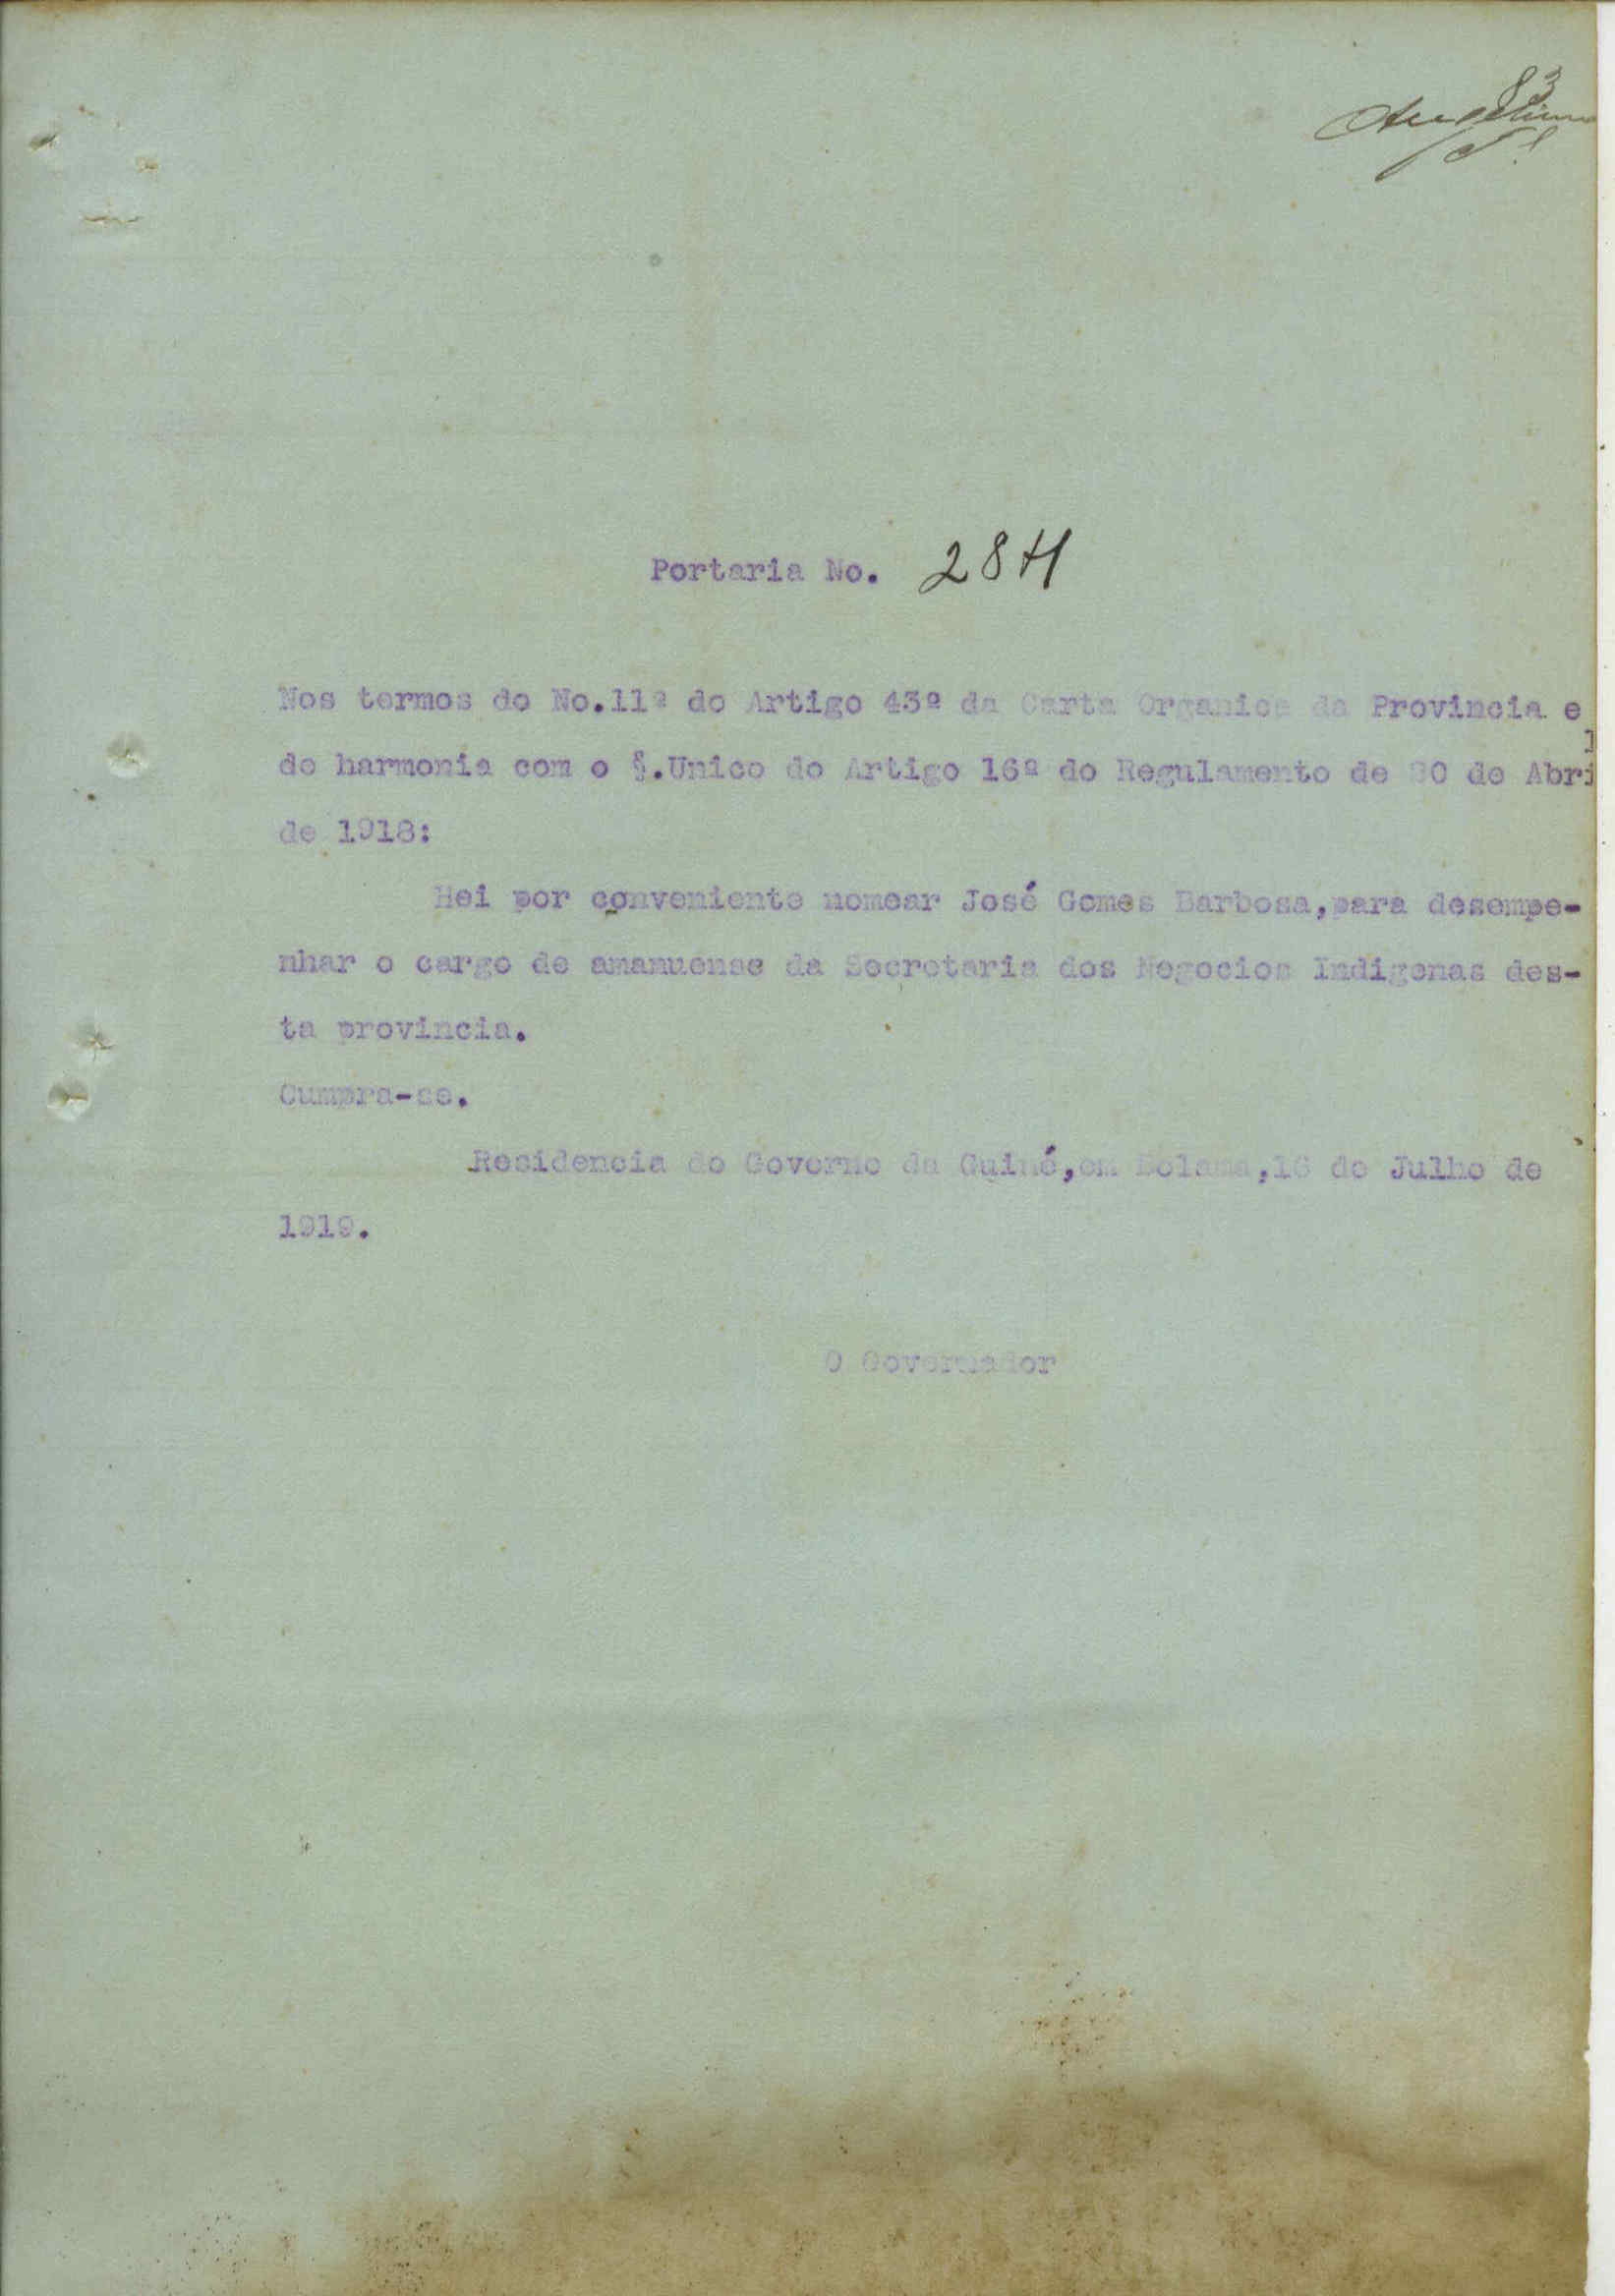 83
Portaria No. 284
Nos termos do No.11º do Artigo 43º da Carta Organica da Provincia e
de harmonia com o §.Unico do Artigo 16º do Regulamento de 30 de Abril
de 1918:
Hei por conveniente nomear José Gomes Barbosa,para desempe-
nhar o cargo de amanuense da Secretaria dos Negocios Indigenas des-
ta provincia.
Cumpra-se.
Residencia do Governo da Guiné,em Bolama,16 de Julho de
1919.
O Governador